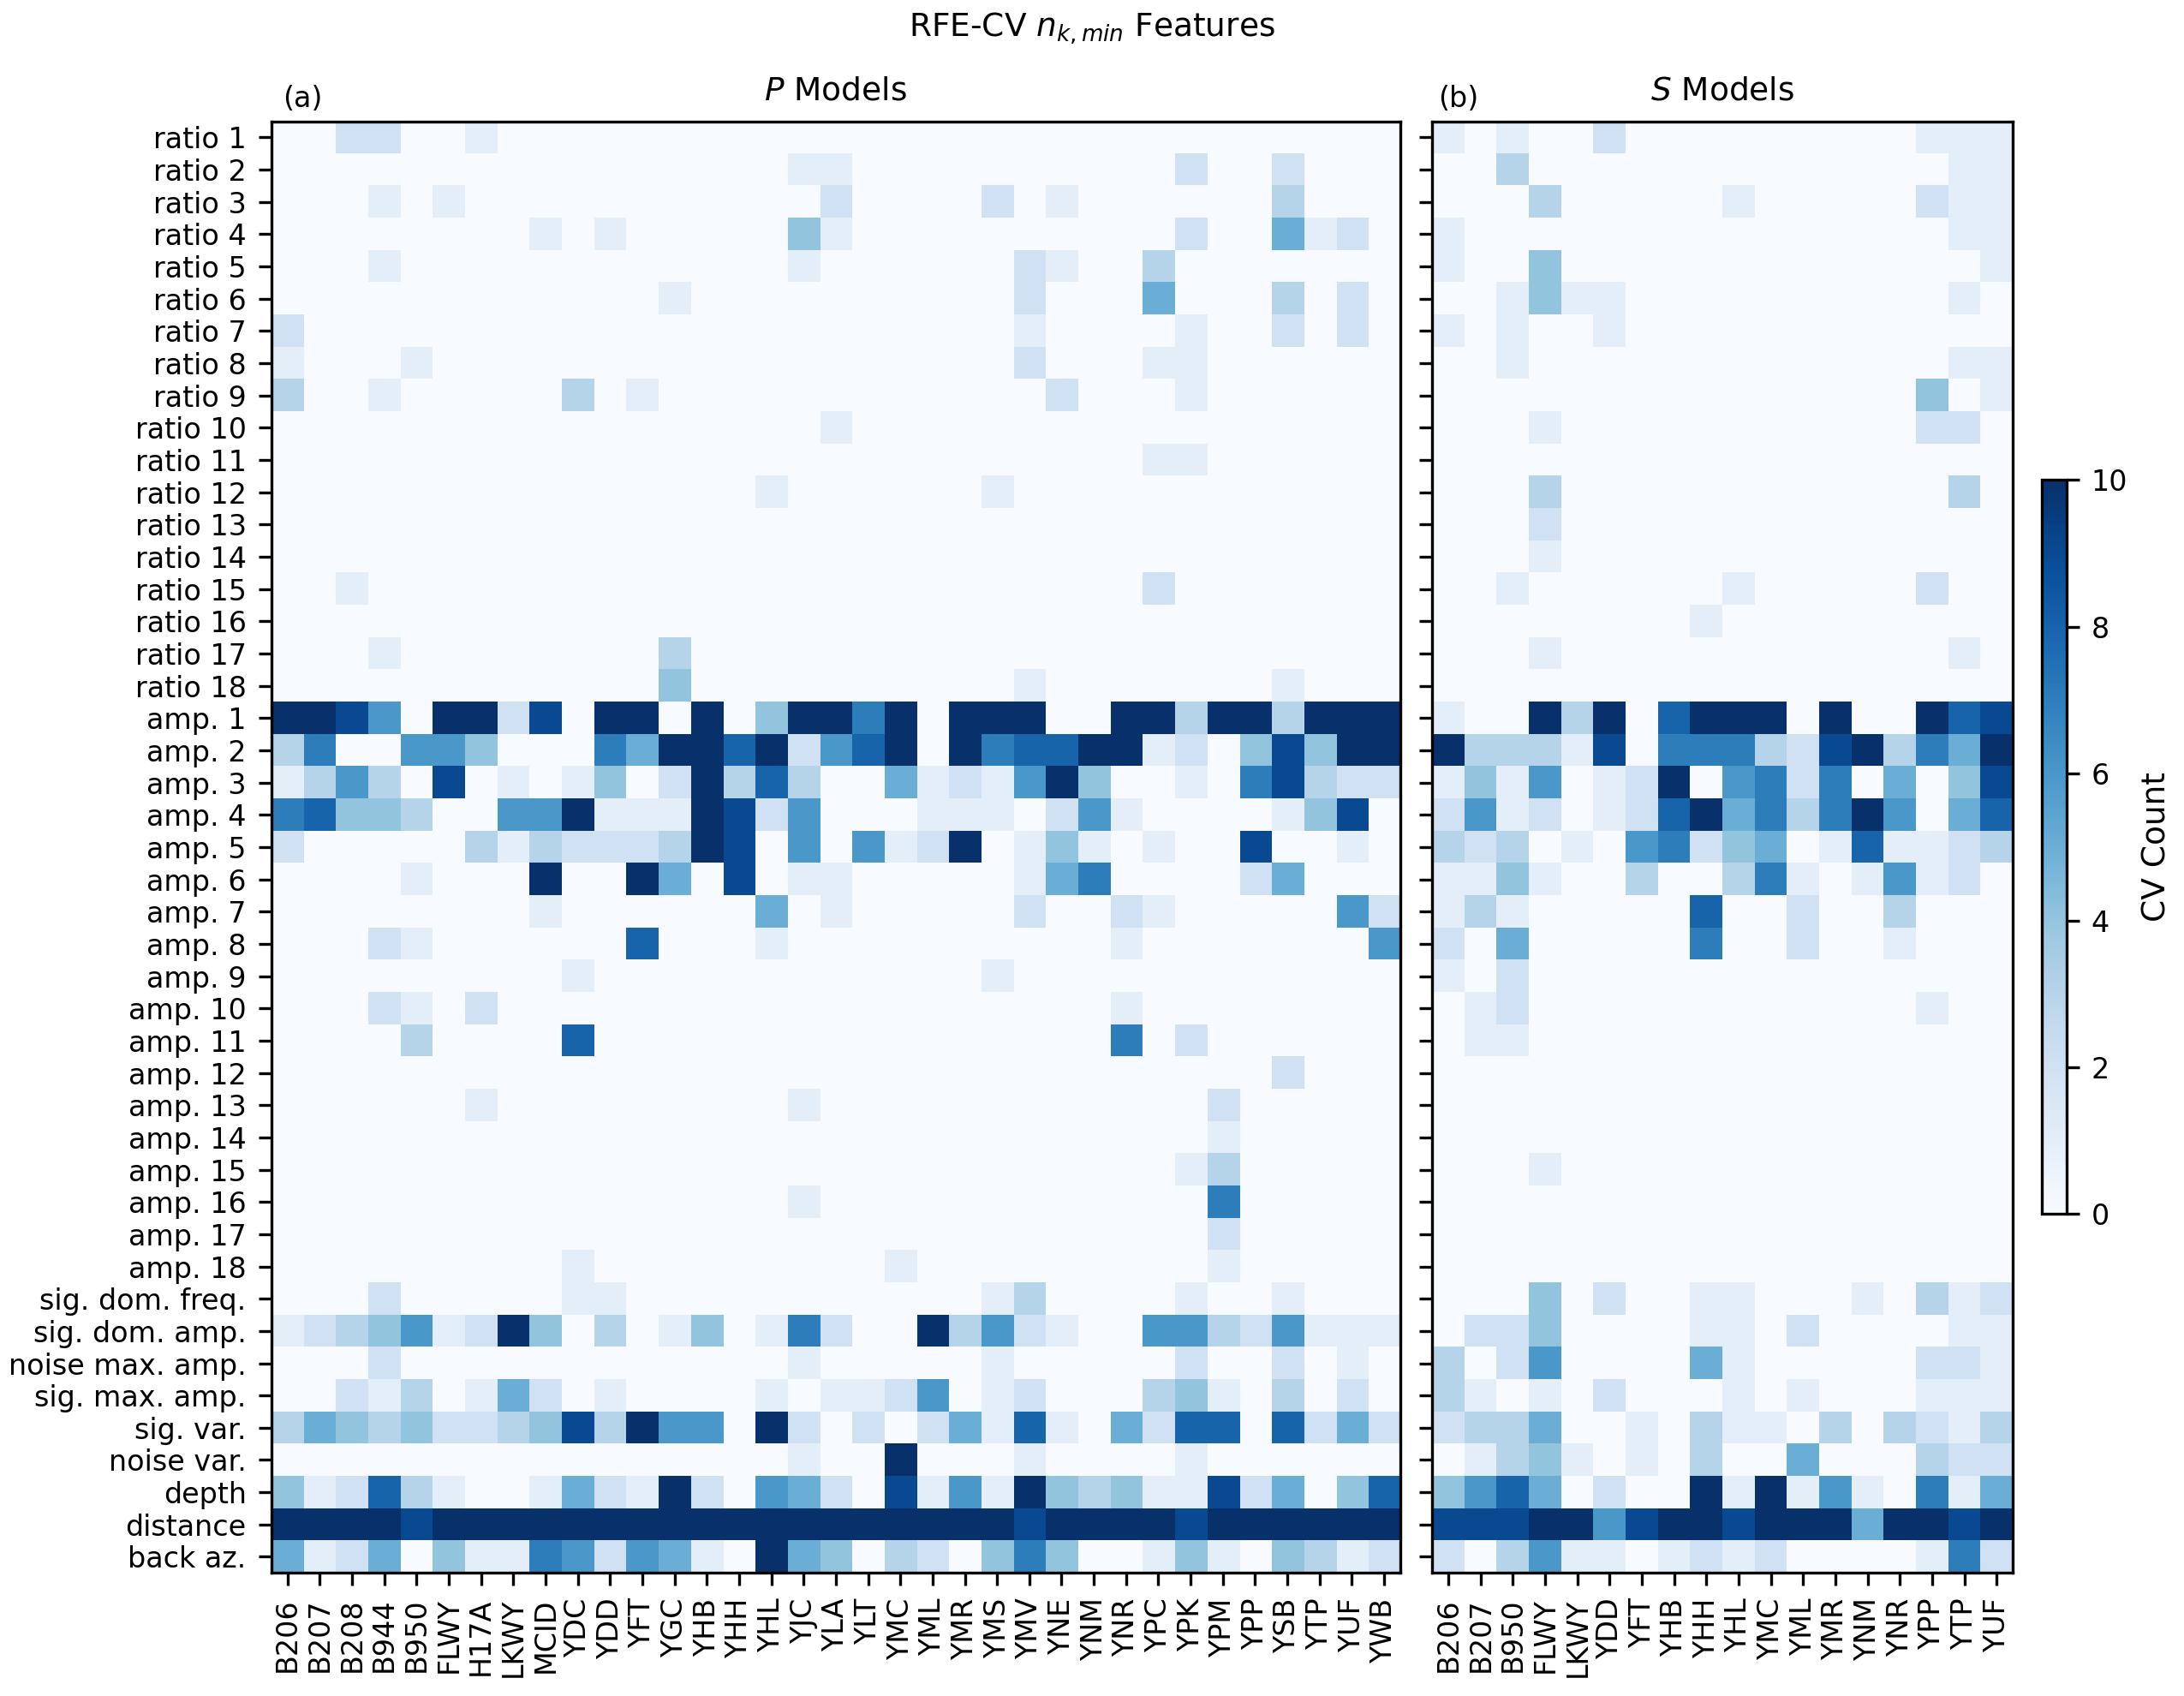 RFE-CV n_{k,min} Features
(a) P Models
(b) S Models
ratio 1
ratio 2
ratio 3
ratio 4
ratio 5
ratio 6
ratio 7
ratio 8
ratio 9
ratio 10
ratio 11
ratio 12
ratio 13
ratio 14
ratio 15
ratio 16
ratio 17
ratio 18
amp. 1
amp. 2
amp. 3
amp. 4
amp. 5
amp. 6
amp. 7
amp. 8
amp. 9
amp. 10
amp. 11
amp. 12
amp. 13
amp. 14
amp. 15
amp. 16
amp. 17
amp. 18
sig. dom. freq.
sig. dom. amp.
noise max. amp.
sig. max. amp.
sig. var.
noise var.
depth
distance
back az.
B206
B207
B208
B944
B950
FLWY
H17A
LKWY
MCID
YDC
YDD
YFT
YGC
YHB
YHH
YHL
YJC
YLA
YLT
YMC
YML
YMR
YMS
YMV
YNE
YNM
YNR
YPC
YPK
YPM
YPP
YSB
YTP
YUF
YWB
B206
B207
B950
FLWY
LKWY
YDD
YFT
YHB
YHH
YHL
YMC
YML
YMR
YNM
YNR
YPP
YTP
YUF
10
8
6
4
2
0
CV Count